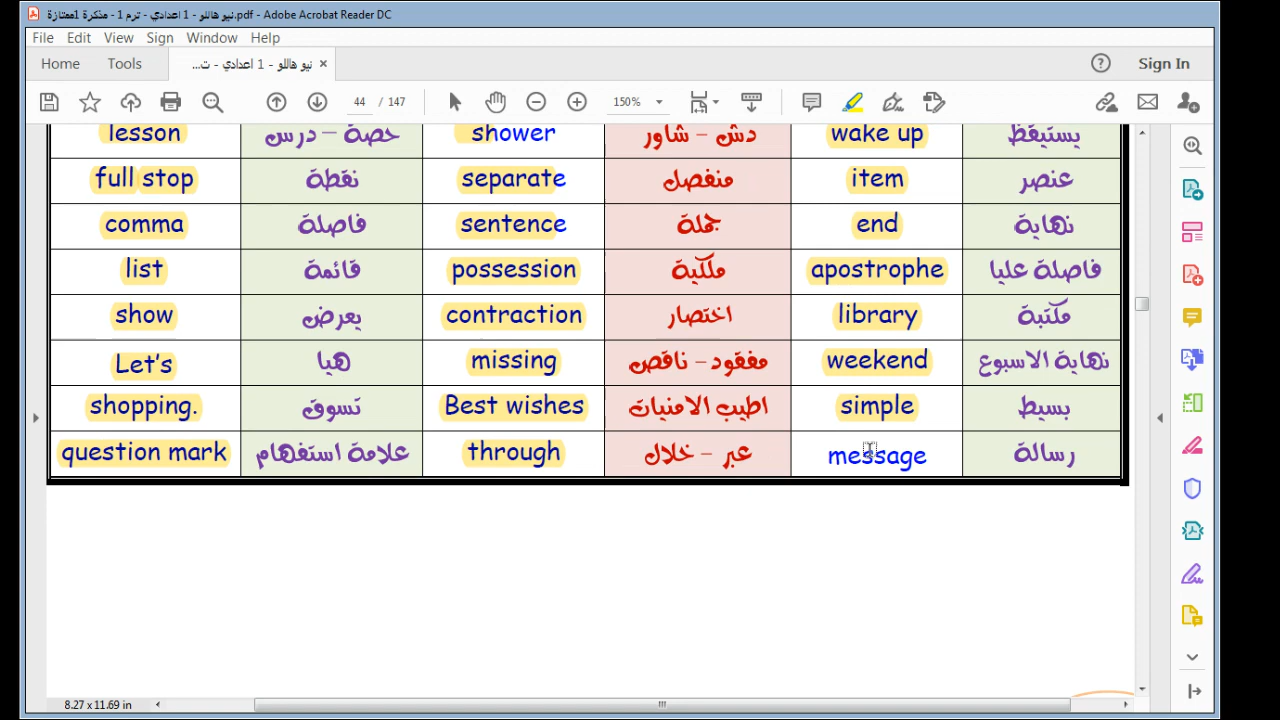 نيو هاللو - 1 اعدادي - ترم 1 - مذكرة 1ممتازة.pdf - Adobe Acrobat Reader DC
File Edit View Sign Window Help
Home Tools نيو هاللو - 1 اعدادي - ت... × ? Sign In
44 / 147 150%
lesson حصة – درس shower دش – شاور wake up يستيقظ
full stop نقطة separate منفصل item عنصر
comma فاصلة sentence جملة end نهاية
list قائمة possession ملكية apostrophe فاصلة عليا
show يعرض contraction اختصار library مكتبة
Let's هيا missing مفقود – ناقص weekend نهاية الاسبوع
shopping. تسوق Best wishes اطيب الامنيات simple بسيط
question mark علامة استفهام through عبر – خلال message رسالة
8.27 x 11.69 in